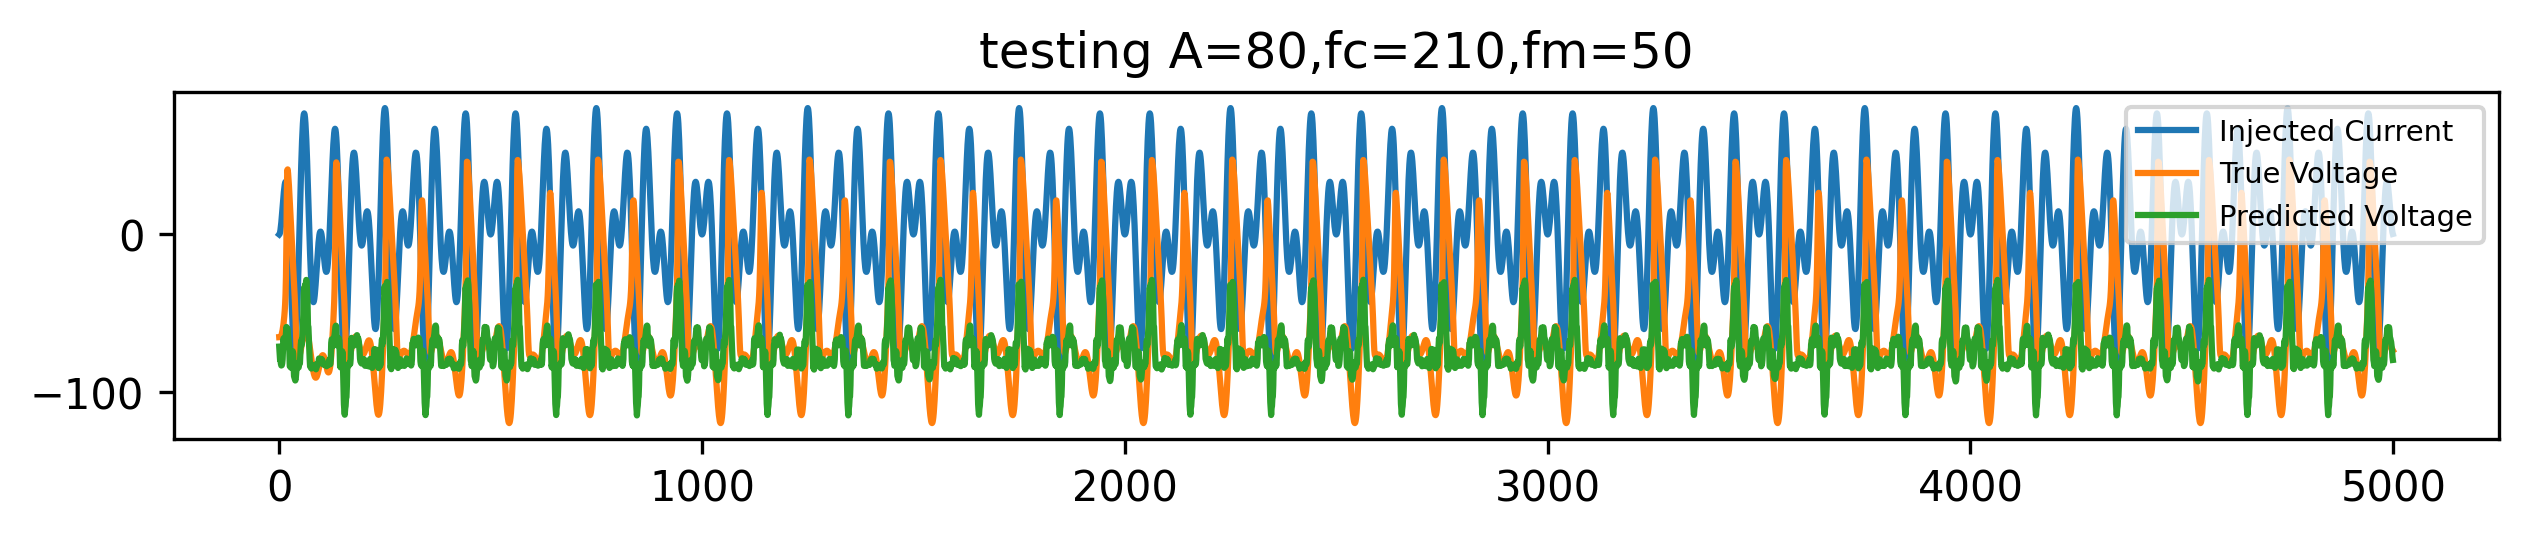 testing A=80,fc=210,fm=50
Injected Current
True Voltage
Predicted Voltage
0
−100
0 1000 2000 3000 4000 5000